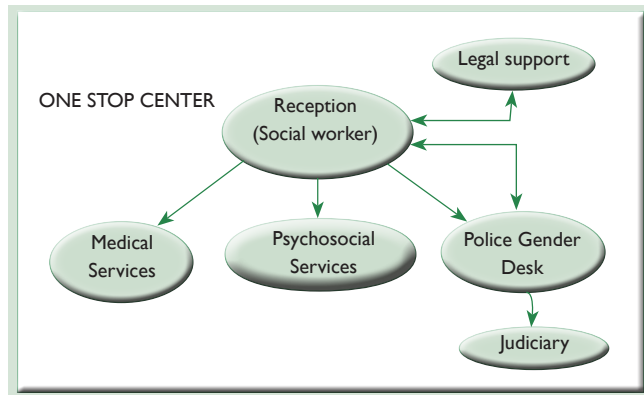 Legal support
ONE STOP CENTER
Reception
(Social worker)
Medical
Services
Psychosocial
Services
Police Gender
Desk
Judiciary